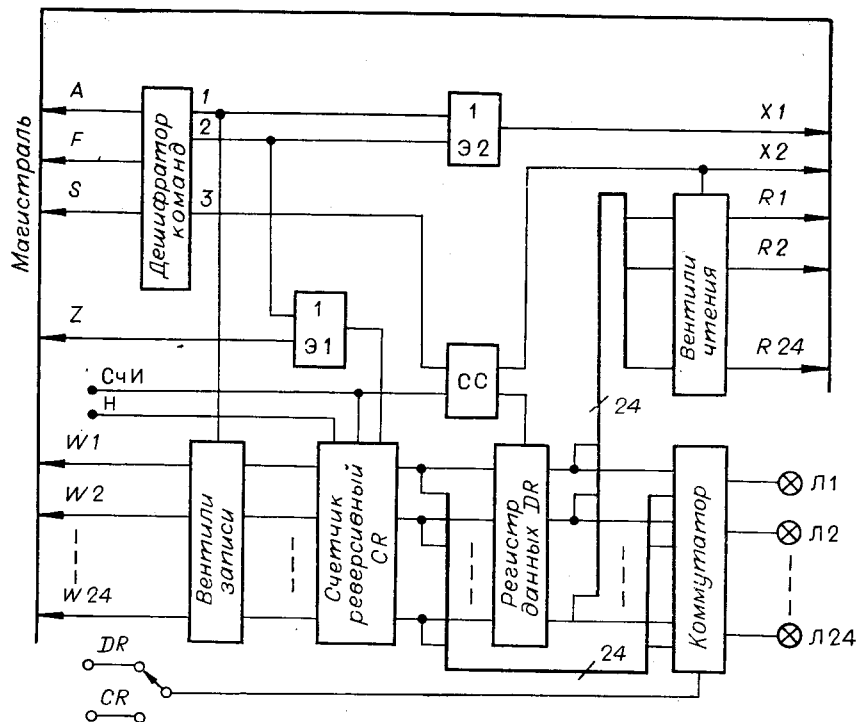 Магистраль
A
F
S
Z
Дешифратор
команд
1
2
3
1
Э2
X1
X2
R1
R2
R24
Вентили
чтения
1
Э1
СчИ
Н
СС
24
W1
W2
W24
Вентили
записи
Счетчик
реверсивный
CR
Регистр
данных DR
Коммутатор
Л1
Л2
Л24
24
DR
CR